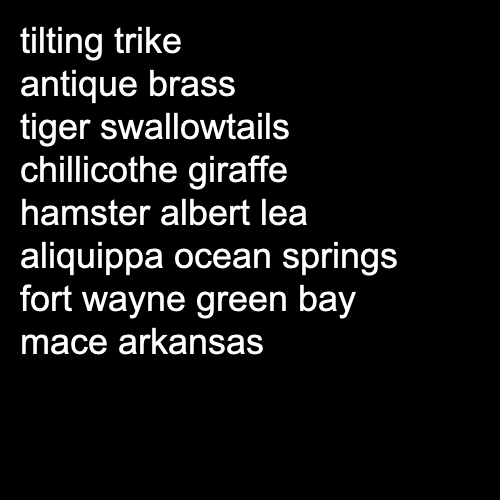 tilting trike
antique brass
tiger swallowtails
chillicothe giraffe
hamster albert lea
aliquippa ocean springs
fort wayne green bay
mace arkansas